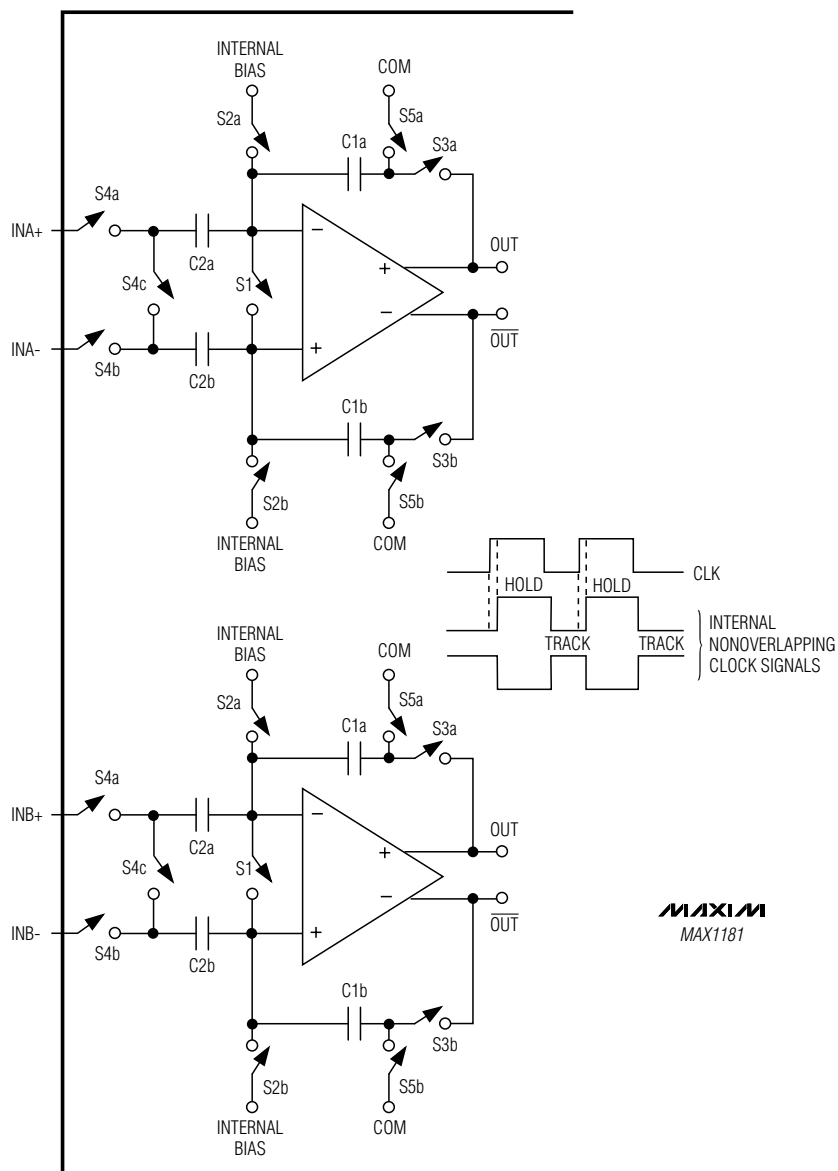 INTERNAL
BIAS
COM
S2a
S5a
C1a
S3a
S4a
INA+
−
OUT
C2a
+
S4c
S1
−
OUT
INA-
+
S4b
C2b
C1b
S3b
S2b
S5b
INTERNAL
BIAS
COM
CLK
HOLD
HOLD
TRACK
TRACK
INTERNAL
NONOVERLAPPING
CLOCK SIGNALS
INTERNAL
BIAS
COM
S2a
S5a
C1a
S3a
S4a
INB+
−
OUT
C2a
+
S4c
S1
−
OUT
INB-
+
S4b
C2b
C1b
S3b
S2b
S5b
INTERNAL
BIAS
COM
MAXIM
MAX1181